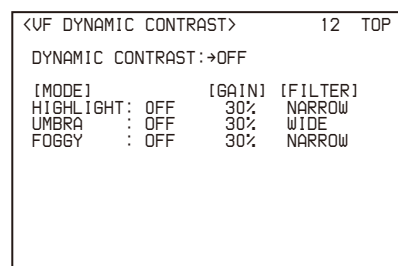 <VF DYNAMIC CONTRAST> 12 TOP
DYNAMIC CONTRAST:→OFF
[MODE] [GAIN] [FILTER]
HIGHLIGHT: OFF 30% NARROW
UMBRA : OFF 30% WIDE
FOGGY : OFF 30% NARROW